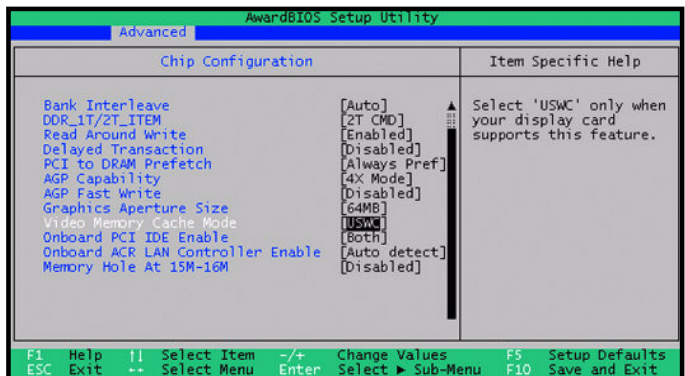 AwardBIOS Setup Utility
Advanced
Chip Configuration
Item Specific Help
Bank Interleave [Auto]
DDR_1T/2T_ITEM [2T CMD]
Read Around Write [Enabled]
Delayed Transaction [Disabled]
PCI to DRAM Prefetch [Always Pref]
AGP Capability [4X Mode]
AGP Fast Write [Disabled]
Graphics Aperture Size [64MB]
Video Memory Cache Mode [USWC]
Onboard PCI IDE Enable [Both]
Onboard ACR LAN Controller Enable [Auto detect]
Memory Hole At 15M-16M [Disabled]
Select 'USWC' only when
your display card
supports this feature.
F1 Help ↑↓ Select Item -/+ Change Values F5 Setup Defaults
ESC Exit ↔ Select Menu Enter Select ► Sub-Menu F10 Save and Exit